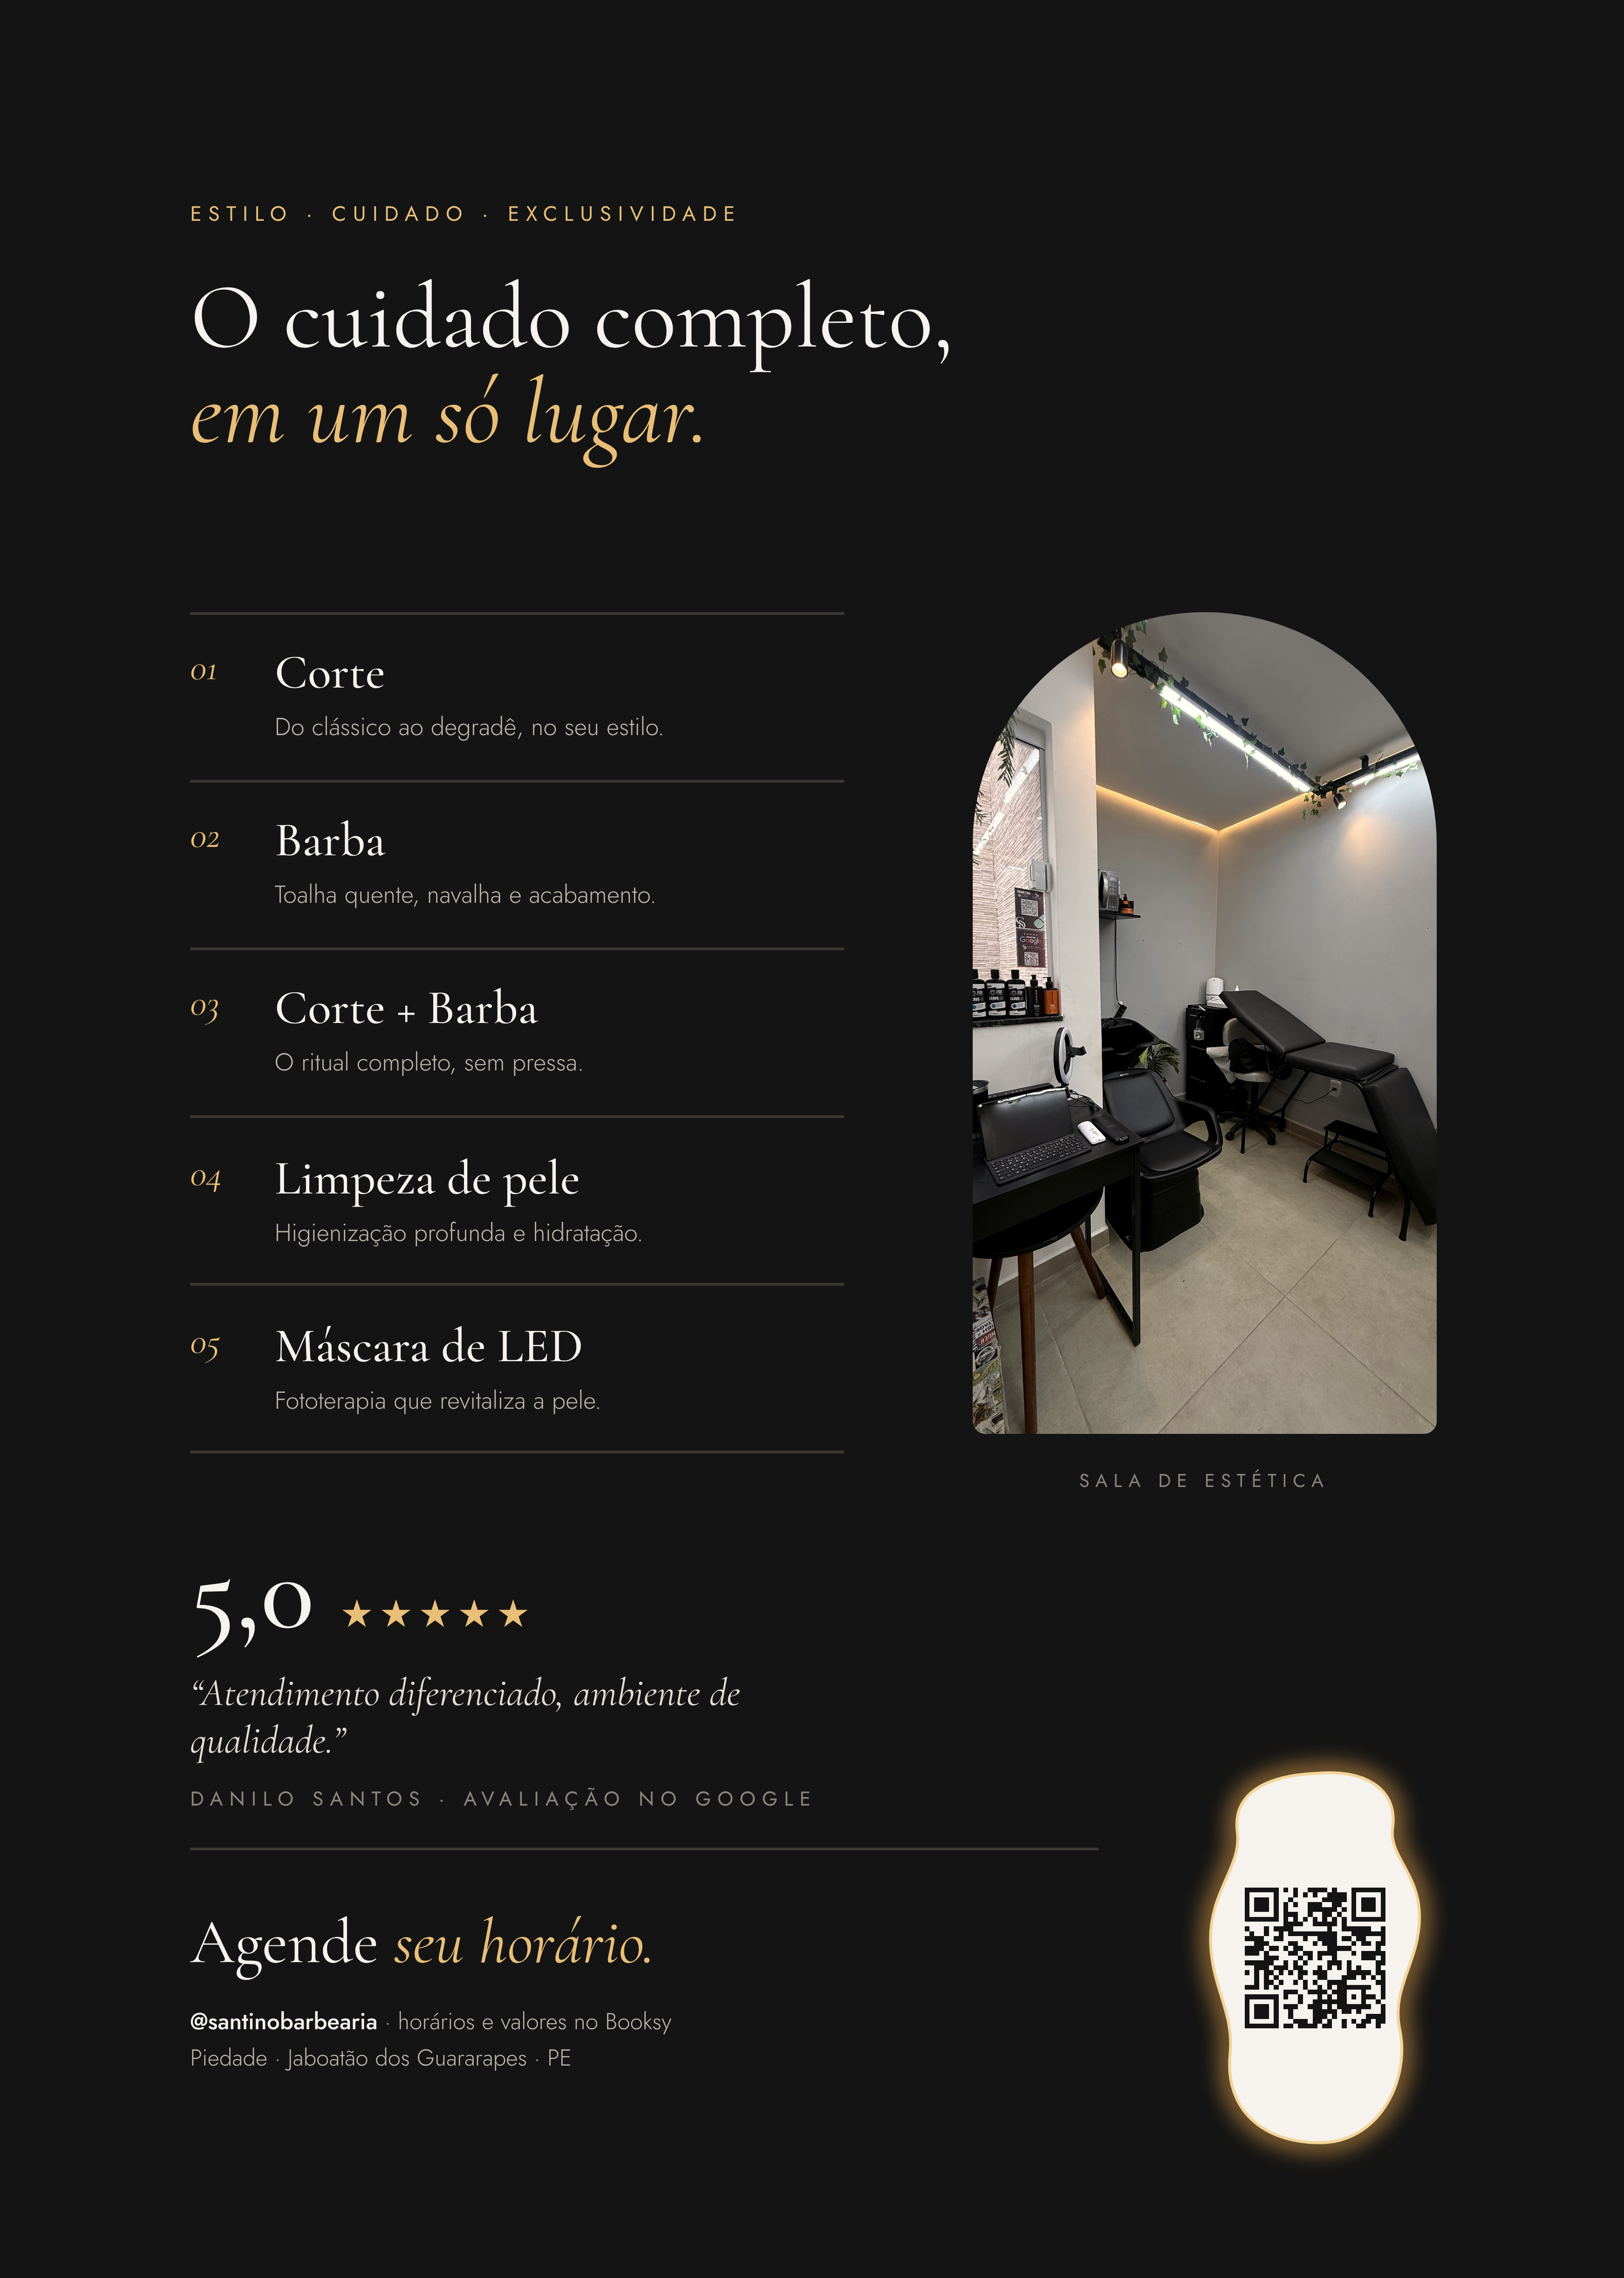 ESTILO · CUIDADO · EXCLUSIVIDADE
O cuidado completo,
em um só lugar.
01 Corte
Do clássico ao degradê, no seu estilo.
02 Barba
Toalha quente, navalha e acabamento.
03 Corte + Barba
O ritual completo, sem pressa.
04 Limpeza de pele
Higienização profunda e hidratação.
05 Máscara de LED
Fototerapia que revitaliza a pele.
Google
SALA DE ESTÉTICA
5,0 ★★★★★
“Atendimento diferenciado, ambiente de
qualidade.”
DANILO SANTOS · AVALIAÇÃO NO GOOGLE
Agende seu horário.
@santinobarbearia · horários e valores no Booksy
Piedade · Jaboatão dos Guararapes · PE